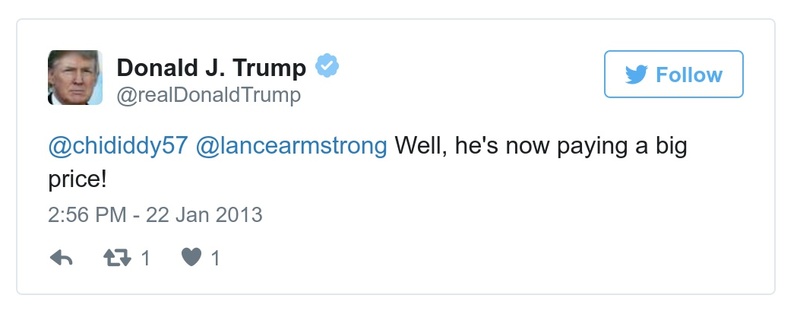 Donald J. Trump
@realDonaldTrump
Follow
@chididdy57 @lancearmstrong Well, he's now paying a big
price!
2:56 PM - 22 Jan 2013
1 1